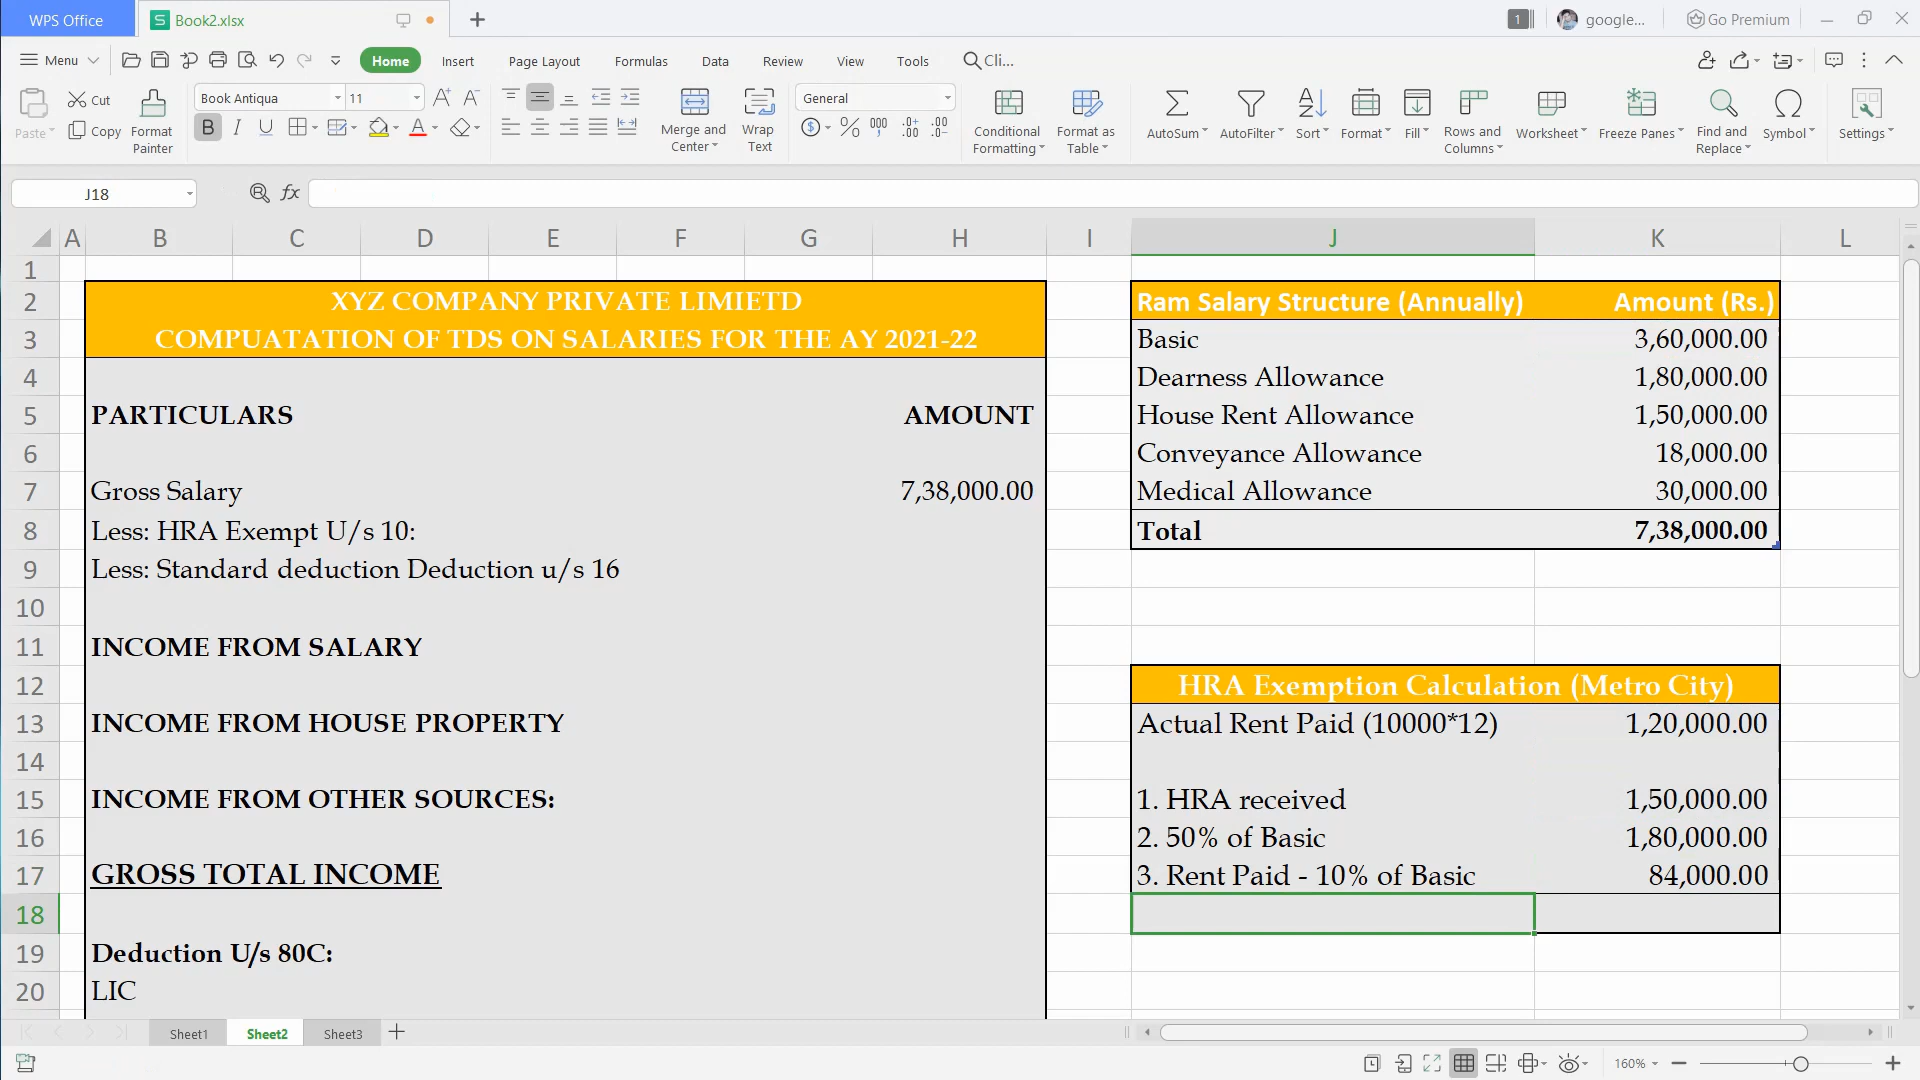 WPS Office
Book2.xlsx
1
google...
Go Premium
Menu
Home
Insert
Page Layout
Formulas
Data
Review
View
Tools
Cli...
Paste
Cut
Copy
Format Painter
Book Antiqua
11
Merge and Center
Wrap Text
General
Conditional Formatting
Format as Table
AutoSum
AutoFilter
Sort
Format
Fill
Rows and Columns
Worksheet
Freeze Panes
Find and Replace
Symbol
Settings
J18
fx
A B C D E F G H I J K L
1
2 XYZ COMPANY PRIVATE LIMIETD Ram Salary Structure (Annually) Amount (Rs.)
3 COMPUATATION OF TDS ON SALARIES FOR THE AY 2021-22 Basic 3,60,000.00
4 Dearness Allowance 1,80,000.00
5 PARTICULARS AMOUNT House Rent Allowance 1,50,000.00
6 Conveyance Allowance 18,000.00
7 Gross Salary 7,38,000.00 Medical Allowance 30,000.00
8 Less: HRA Exempt U/s 10: Total 7,38,000.00
9 Less: Standard deduction Deduction u/s 16
10
11 INCOME FROM SALARY
12 HRA Exemption Calculation (Metro City)
13 INCOME FROM HOUSE PROPERTY Actual Rent Paid (10000*12) 1,20,000.00
14
15 INCOME FROM OTHER SOURCES: 1. HRA received 1,50,000.00
16 2. 50% of Basic 1,80,000.00
17 GROSS TOTAL INCOME 3. Rent Paid - 10% of Basic 84,000.00
18
19 Deduction U/s 80C:
20 LIC
Sheet1 Sheet2 Sheet3
160%